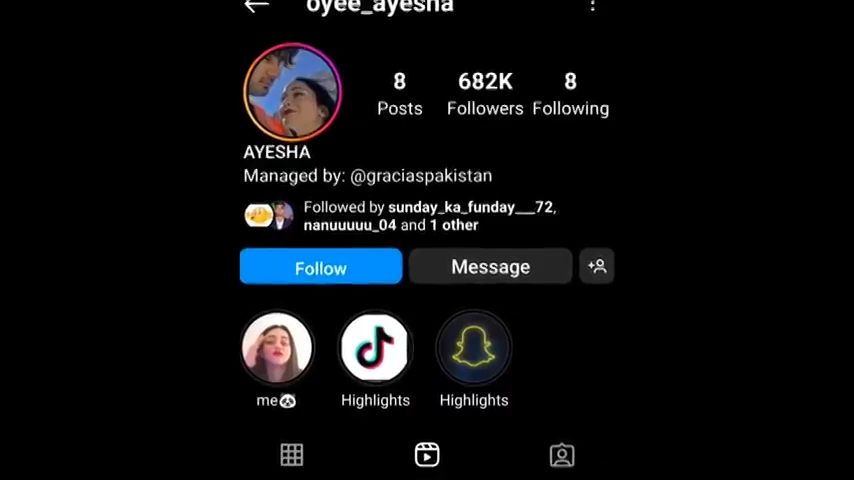 oyee_ayesha
8 682K 8
Posts Followers Following
AYESHA
Managed by: @graciaspakistan
Followed by sunday_ka_funday__72,
nanuuuuu_04 and 1 other
Follow Message
me🐼 Highlights Highlights